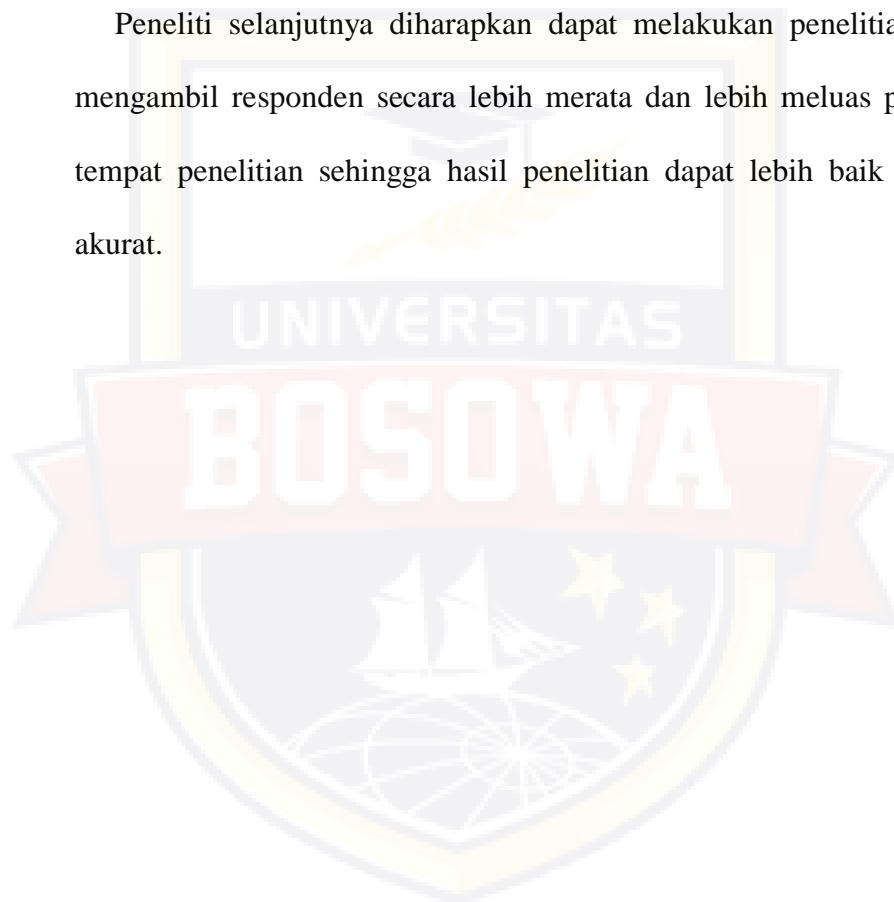 Peneliti selanjutnya diharapkan dapat melakukan
mengambil responden secara lebih merata dan lebih meluas
tempat penelitian sehingga hasil penelitian dapat lebih baik
akurat.
UNIVERSITAS
BOSOWA